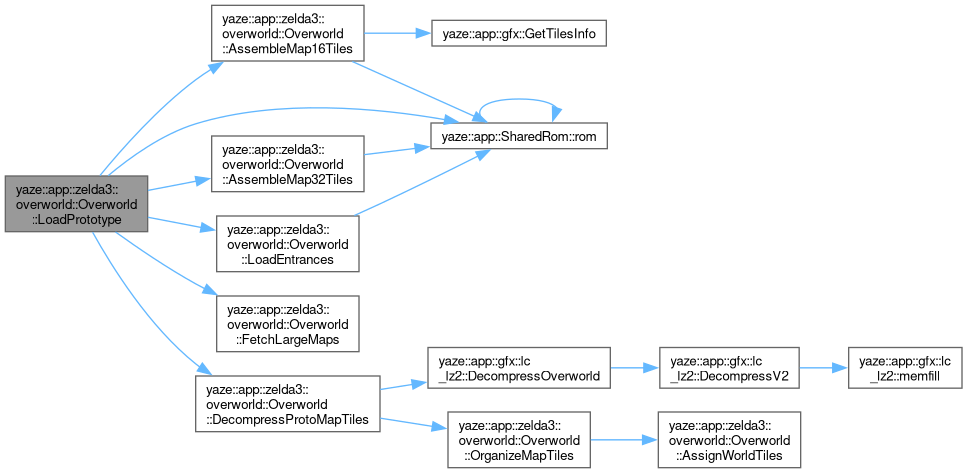 yaze::app::zelda3::
overworld::Overworld
::LoadPrototype
yaze::app::zelda3::
overworld::Overworld
::AssembleMap16Tiles
yaze::app::gfx::GetTilesInfo
yaze::app::SharedRom::rom
yaze::app::zelda3::
overworld::Overworld
::AssembleMap32Tiles
yaze::app::zelda3::
overworld::Overworld
::LoadEntrances
yaze::app::zelda3::
overworld::Overworld
::FetchLargeMaps
yaze::app::zelda3::
overworld::Overworld
::DecompressProtoMapTiles
yaze::app::gfx::lc
_lz2::DecompressOverworld
yaze::app::gfx::lc
_lz2::DecompressV2
yaze::app::gfx::lc
_lz2::memfill
yaze::app::zelda3::
overworld::Overworld
::OrganizeMapTiles
yaze::app::zelda3::
overworld::Overworld
::AssignWorldTiles